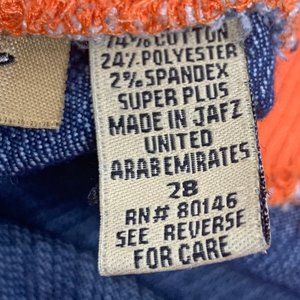 74% COTTON
24% POLYESTER
2% SPANDEX
SUPER PLUS
MADE IN JAFZ
UNITED
ARAB EMIRATES
28
RN# 80146
SEE REVERSE
FOR CARE